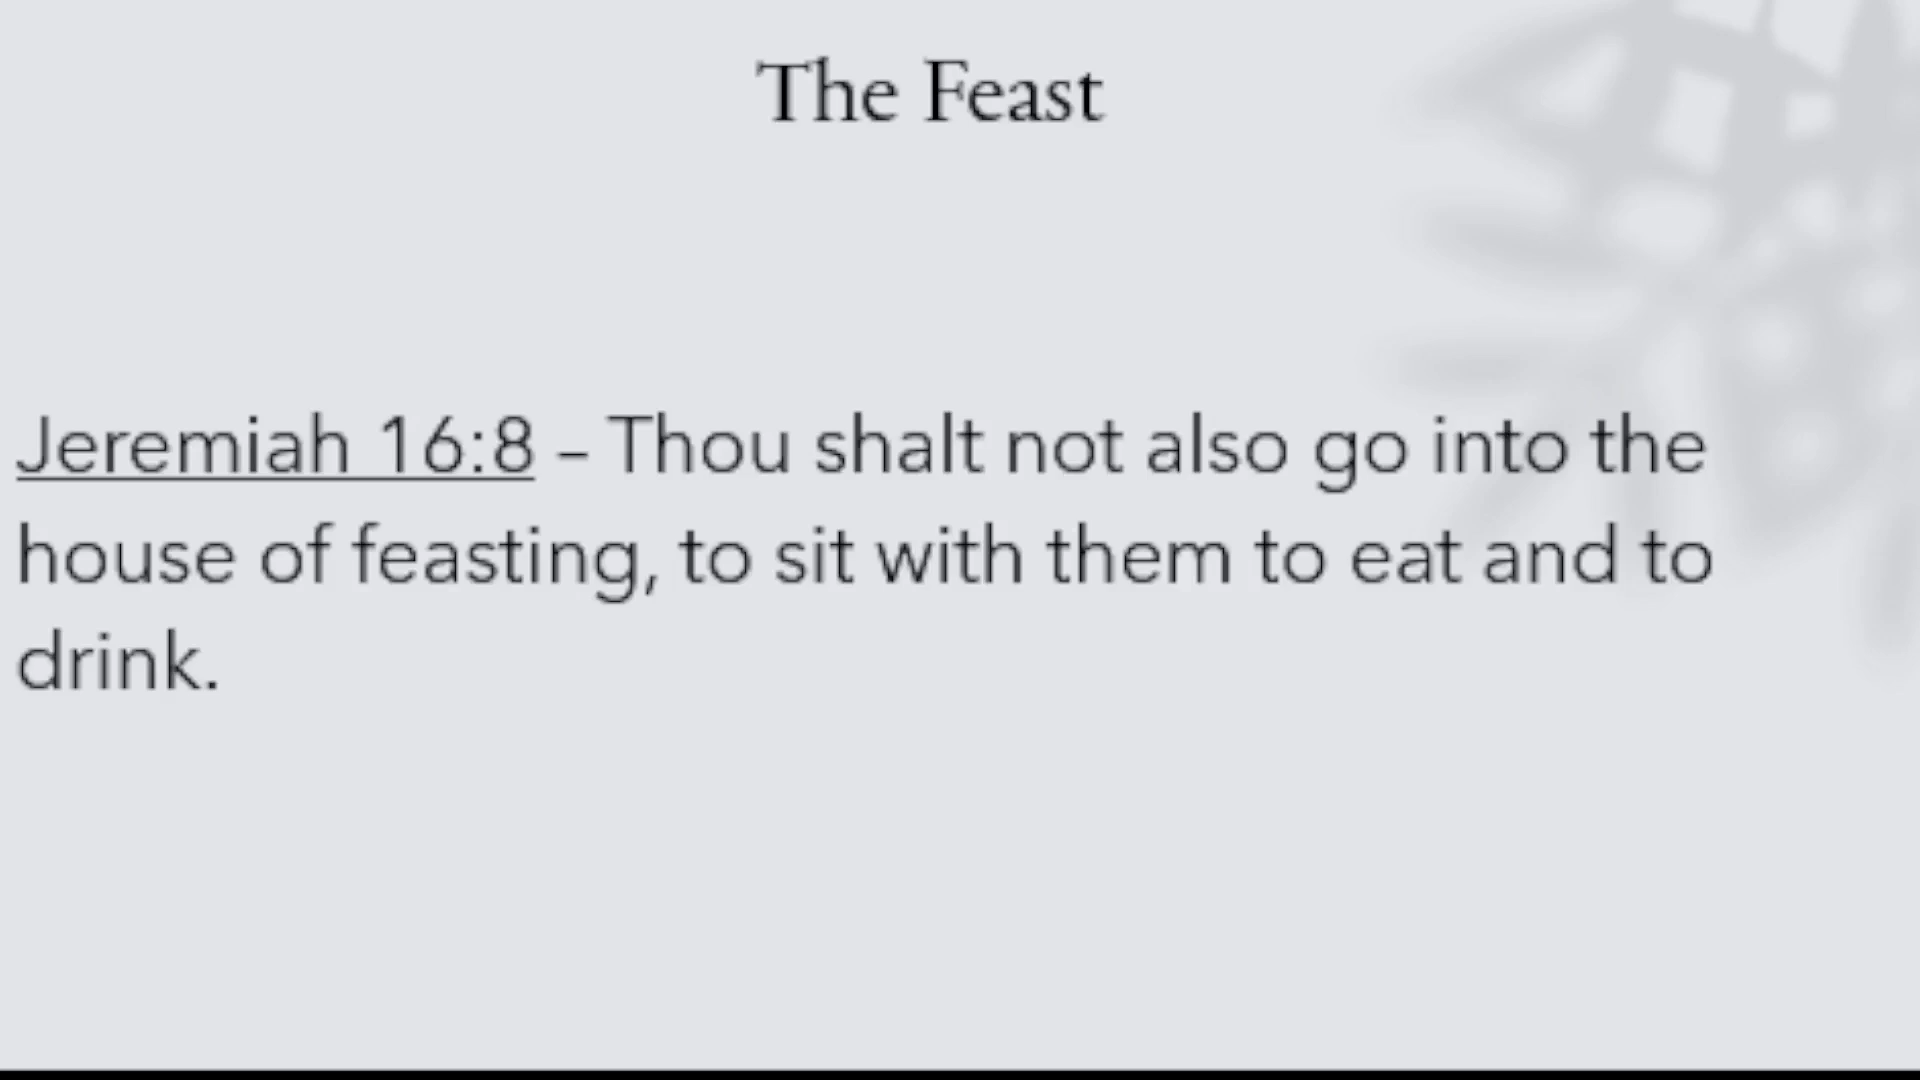 The Feast
Jeremiah 16:8 – Thou shalt not also go into the
house of feasting, to sit with them to eat and to
drink.